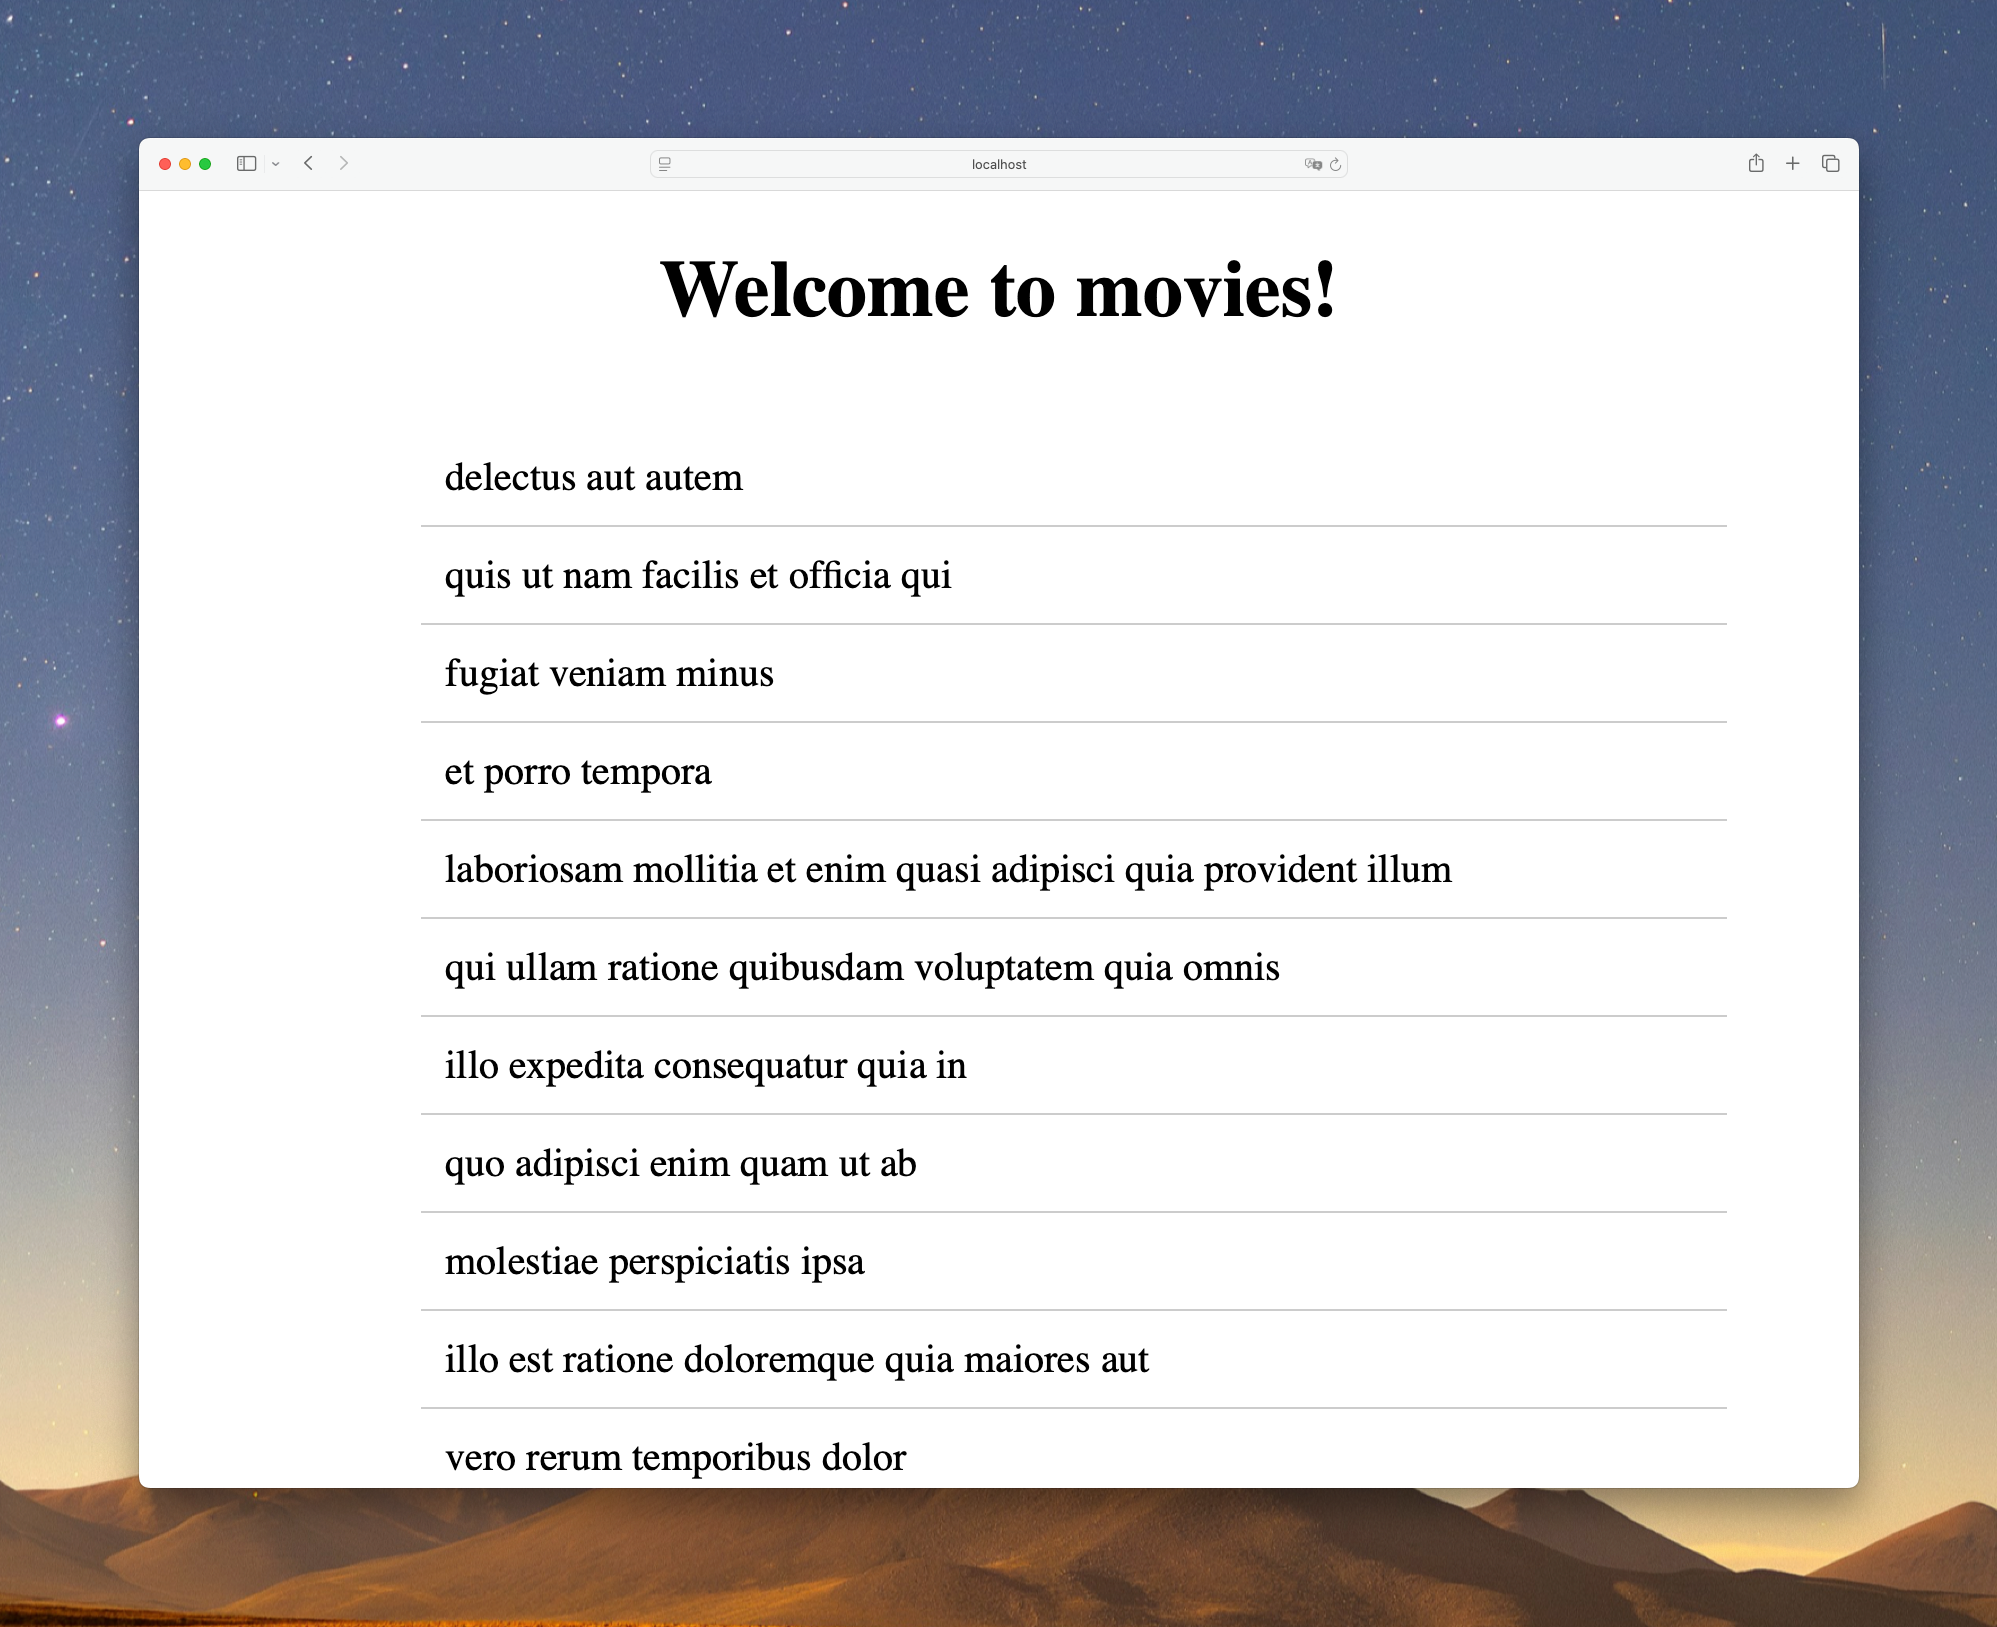 localhost
Welcome to movies!
delectus aut autem
quis ut nam facilis et officia qui
fugiat veniam minus
et porro tempora
laboriosam mollitia et enim quasi adipisci quia provident illum
qui ullam ratione quibusdam voluptatem quia omnis
illo expedita consequatur quia in
quo adipisci enim quam ut ab
molestiae perspiciatis ipsa
illo est ratione doloremque quia maiores aut
vero rerum temporibus dolor